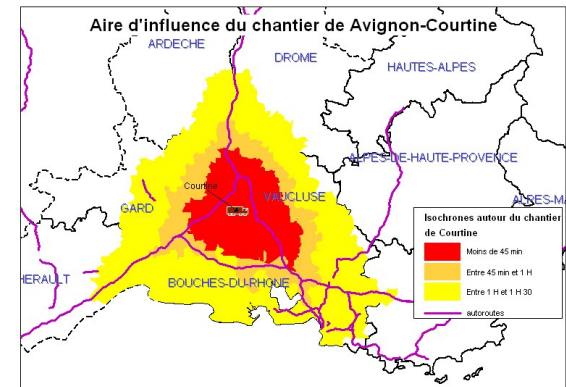 Aire d'influence du chantier de Avignon-Courtine
ARDECHE
DROME
HAUTES-ALPES
ALPES-DE-HAUTE-PROVENCE
Courtine
VAUCLUSE
GARD
ALPES-MA
HERAULT
BOUCHES-DU-RHONE
Isochrones autour du chantier
de Courtine
Moins de 45 min
Entre 45 min et 1 H
Entre 1 H et 1 H 30
autoroutes